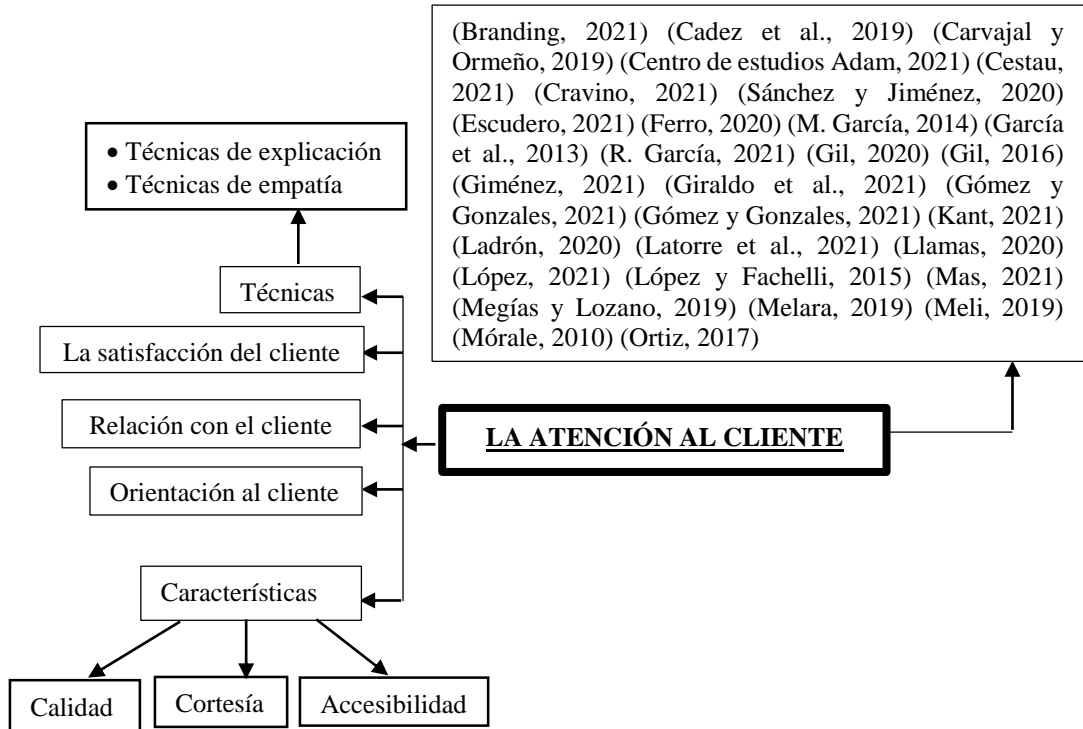 (Branding, 2021) (Cadez et al., 2019) (Carvajal y
Ormeño, 2019) (Centro de estudios Adam, 2021) (Cestau,
2021) (Cravino, 2021) (Sánchez y Jiménez, 2020)
(Escudero, 2021) (Ferro, 2020) (M. García, 2014) (García
et al., 2013) (R. García, 2021) (Gil, 2020) (Gil, 2016)
(Giménez, 2021) (Giraldo et al., 2021) (Gómez y
Gonzales, 2021) (Gómez y Gonzales, 2021) (Kant, 2021)
(Ladrón, 2020) (Latorre et al., 2021) (Llamas, 2020)
(López, 2021) (López y Fachelli, 2015) (Mas, 2021)
(Megías y Lozano, 2019) (Melara, 2019) (Meli, 2019)
(Mórale, 2010) (Ortiz, 2017)
• Técnicas de explicación
• Técnicas de empatía
Técnicas
La satisfacción del cliente
Relación con el cliente
LA ATENCIÓN AL CLIENTE
Orientación al cliente
Características
Calidad
Cortesía
Accesibilidad